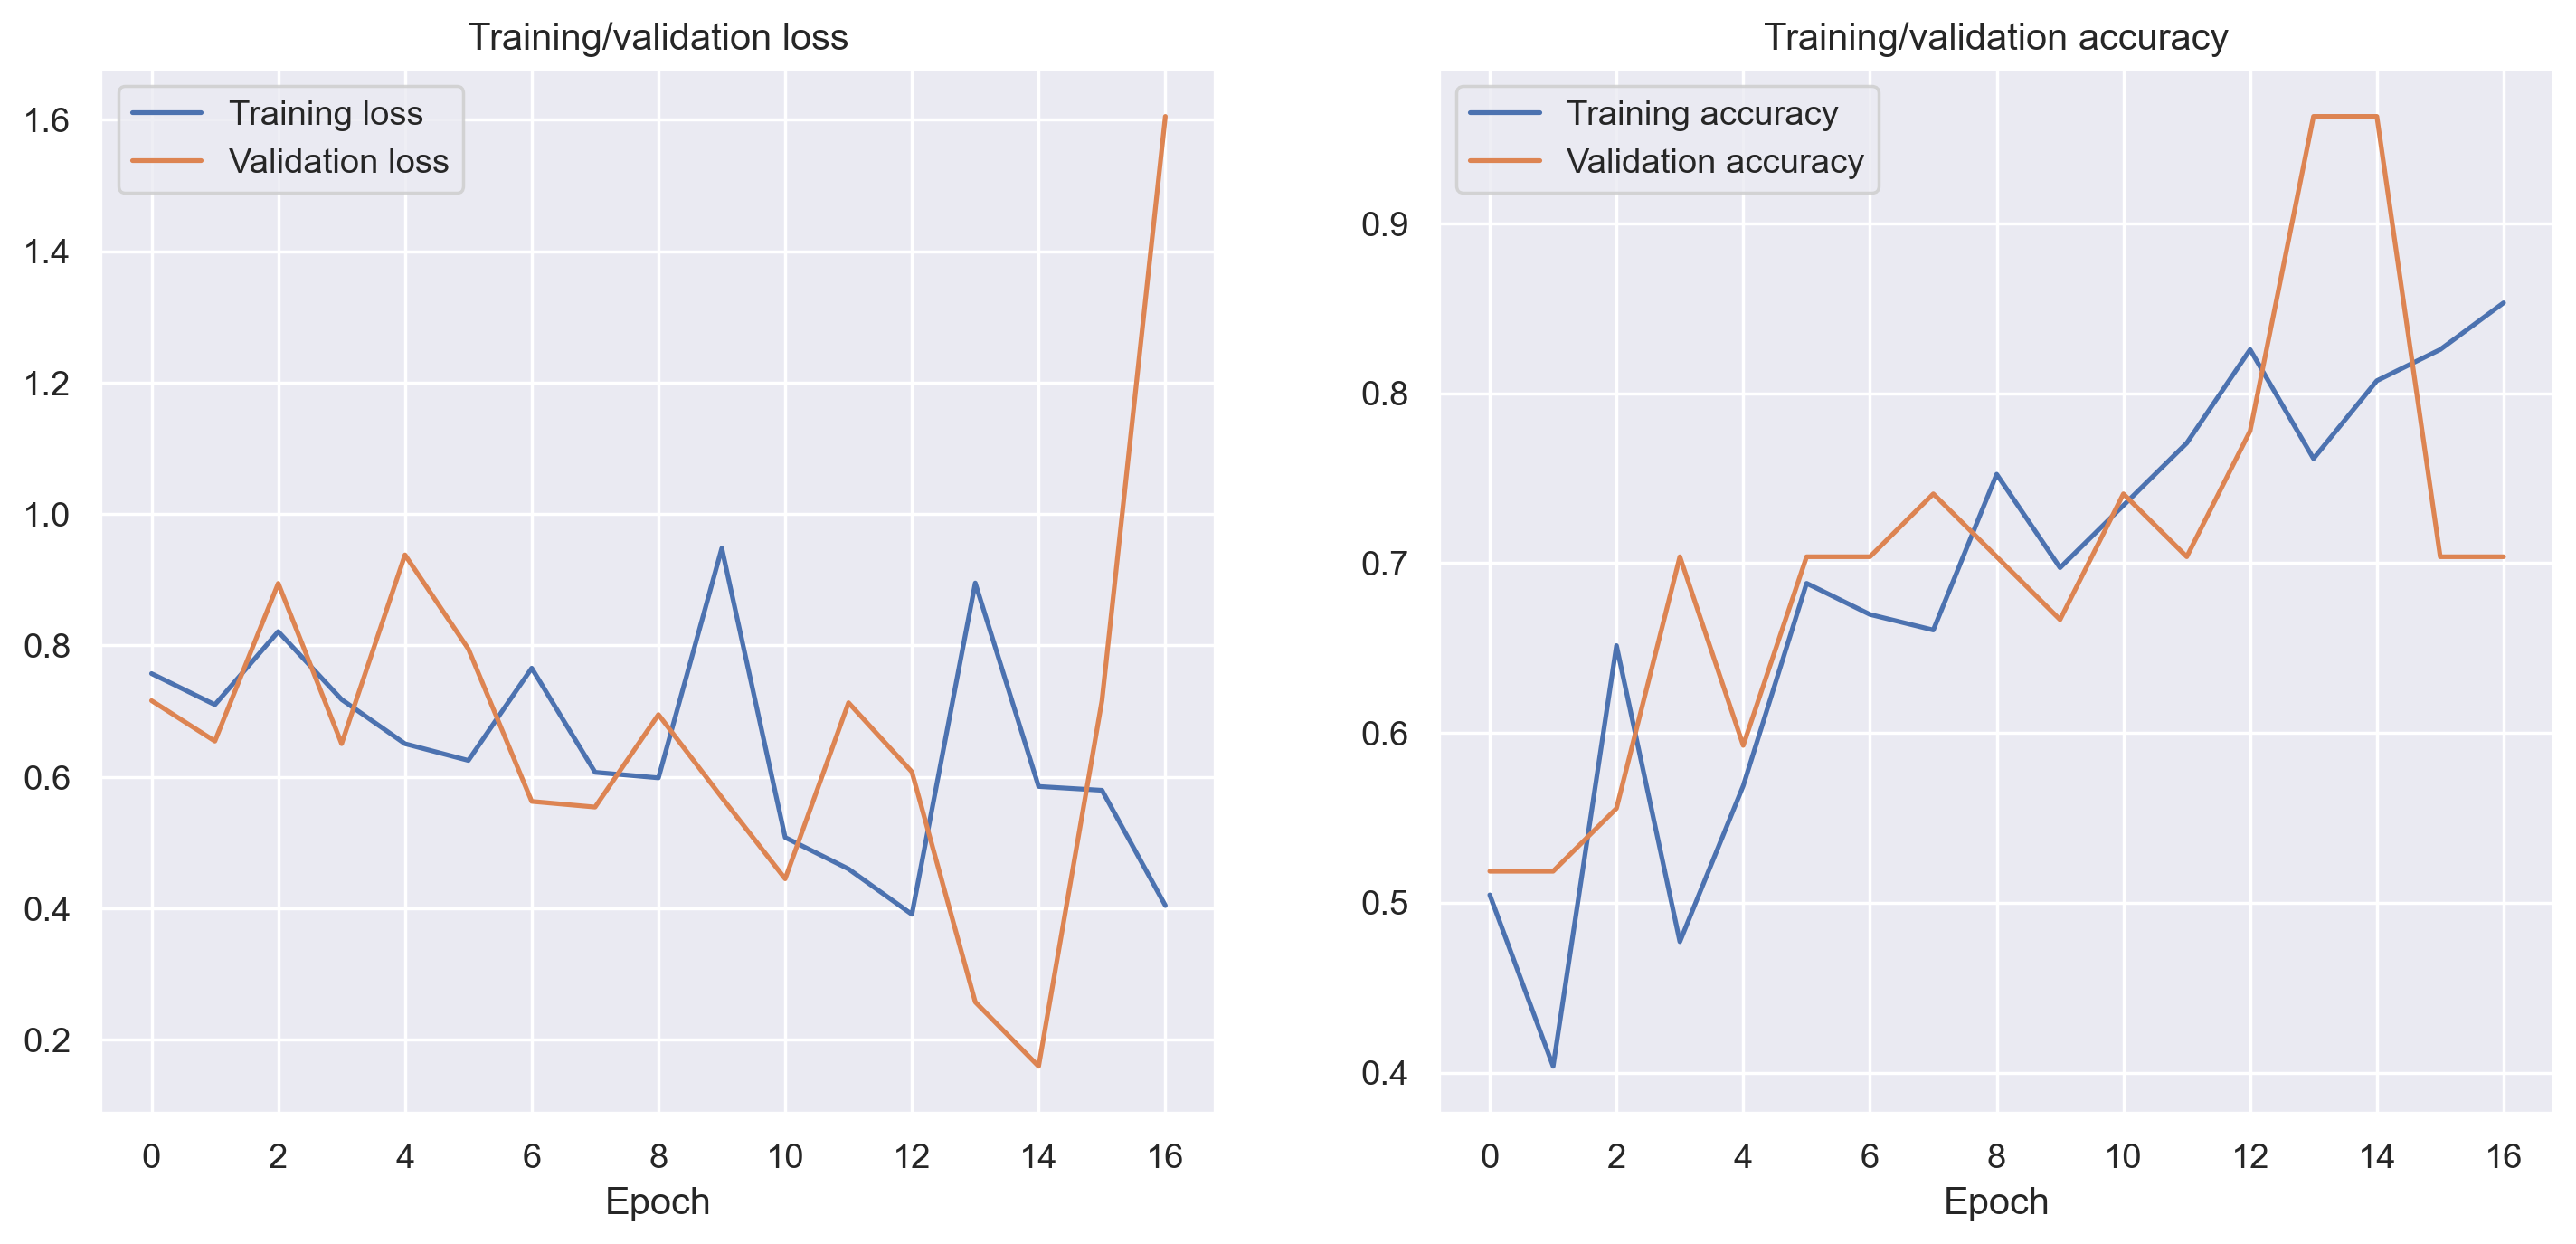 Training/validation loss
Training loss
Validation loss
1.6
1.4
1.2
1.0
0.8
0.6
0.4
0.2
0 2 4 6 8 10 12 14 16
Epoch
Training/validation accuracy
Training accuracy
Validation accuracy
0.9
0.8
0.7
0.6
0.5
0.4
0 2 4 6 8 10 12 14 16
Epoch